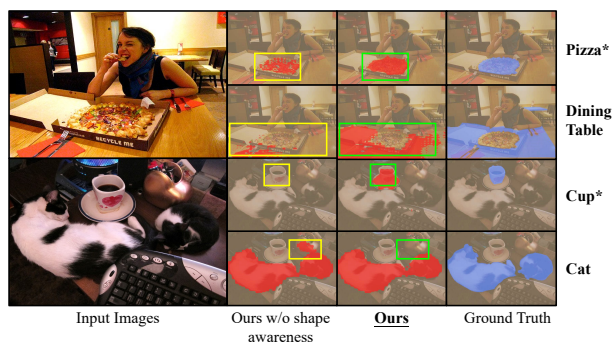 Pizza*
Dining
Table
RECYCLE ME
Cup*
Cat
Input Images
Ours w/o shape
awareness
Ours
Ground Truth